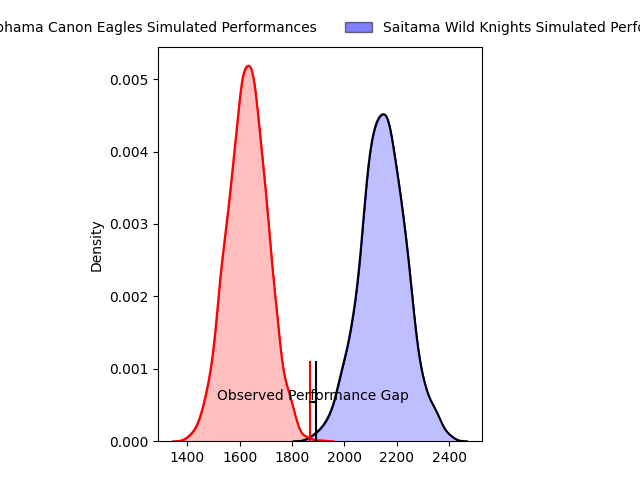 ohama Canon Eagles Simulated Performances Saitama Wild Knights Simulated Perfo
0.005
0.004
0.003
0.002
0.001
0.000
Density
Observed Performance Gap
1400 1600 1800 2000 2200 2400